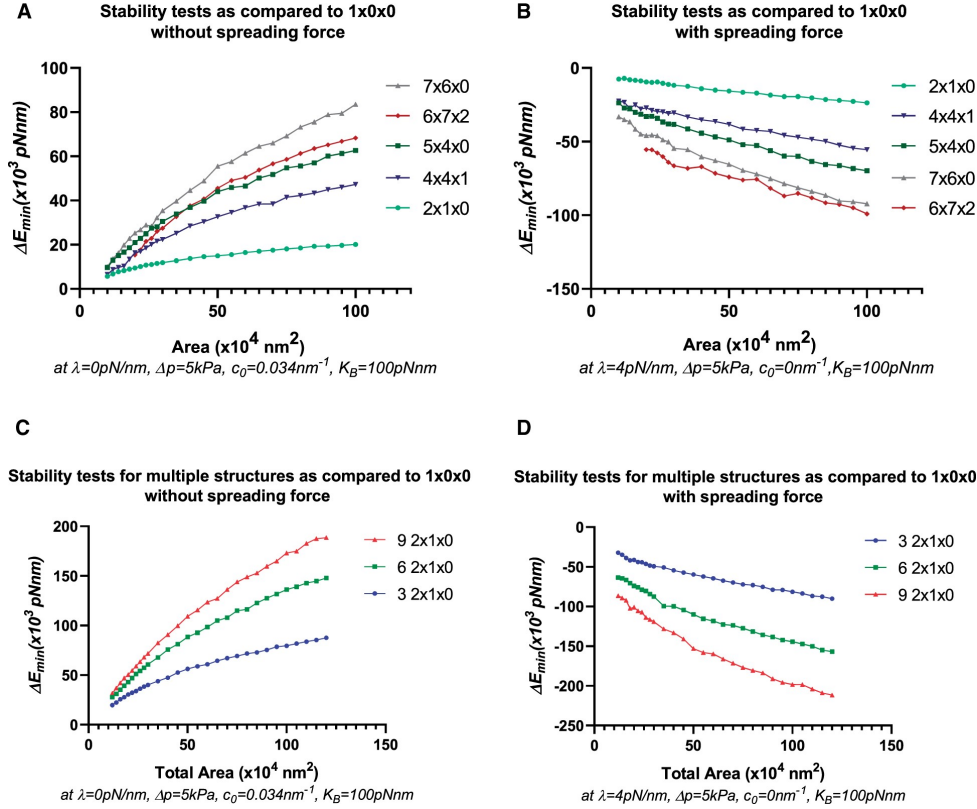 A
Stability tests as compared to 1x0x0
without spreading force
ΔEmin(x10³ pNnm)
100
80
60
40
20
0
0
50
100
7x6x0
6x7x2
5x4x0
4x4x1
2x1x0
Area (x10⁴ nm²)
at λ=0pN/nm, Δp=5kPa, c₀=0.034nm⁻¹, K_B=100pNnm
B
Stability tests as compared to 1x0x0
with spreading force
ΔEmin(x10³ pNnm)
0
-50
-100
-150
0
50
100
2x1x0
4x4x1
5x4x0
7x6x0
6x7x2
Area (x10⁴ nm²)
at λ=4pN/nm, Δp=5kPa, c₀=0nm⁻¹,K_B=100pNnm
C
Stability tests for multiple structures as compared to 1x0x0
without spreading force
ΔEmin(x10³ pNnm)
200
150
100
50
0
0
50
100
150
9 2x1x0
6 2x1x0
3 2x1x0
Total Area (x10⁴ nm²)
at λ=0pN/nm, Δp=5kPa, c₀=0.034nm⁻¹, K_B=100pNnm
D
Stability tests for multiple structures as compared to 1x0x0
with spreading force
ΔEmin(x10³ pNnm)
0
-50
-100
-150
-200
-250
0
50
100
150
3 2x1x0
6 2x1x0
9 2x1x0
Total Area (x10⁴ nm²)
at λ=4pN/nm, Δp=5kPa, c₀=0nm⁻¹, K_B=100pNnm